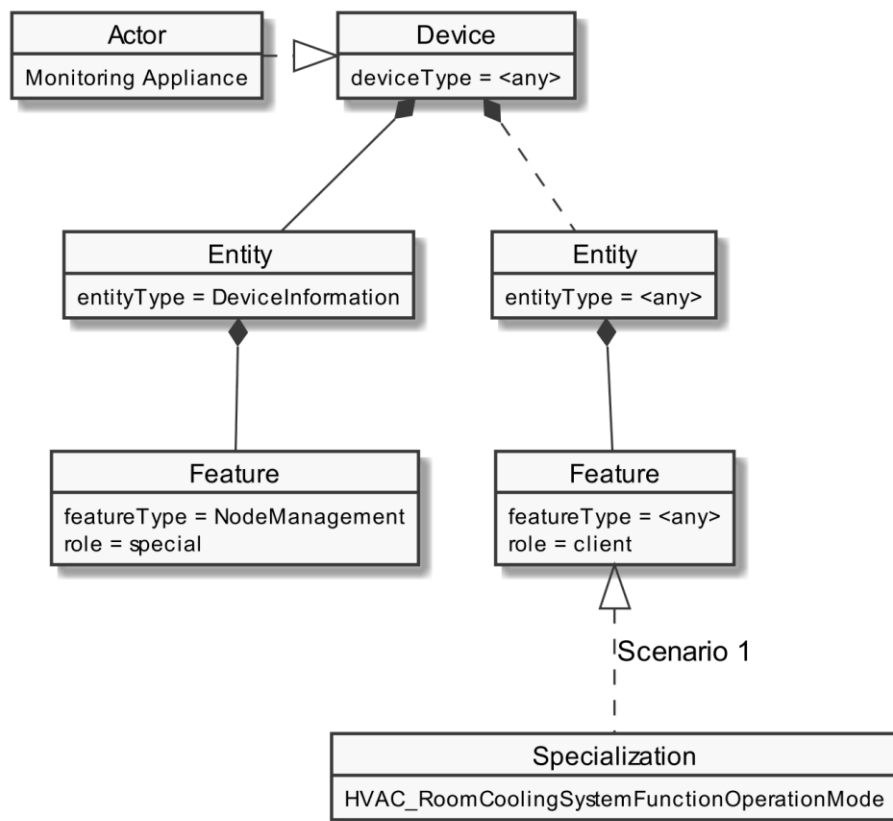 Actor
Monitoring Appliance
Device
deviceType = <any>
Entity
entityType = DeviceInformation
Entity
entityType = <any>
Feature
featureType = NodeManagement
role = special
Feature
featureType = <any>
role = client
Scenario 1
Specialization
HVAC_RoomCoolingSystemFunctionOperationMode